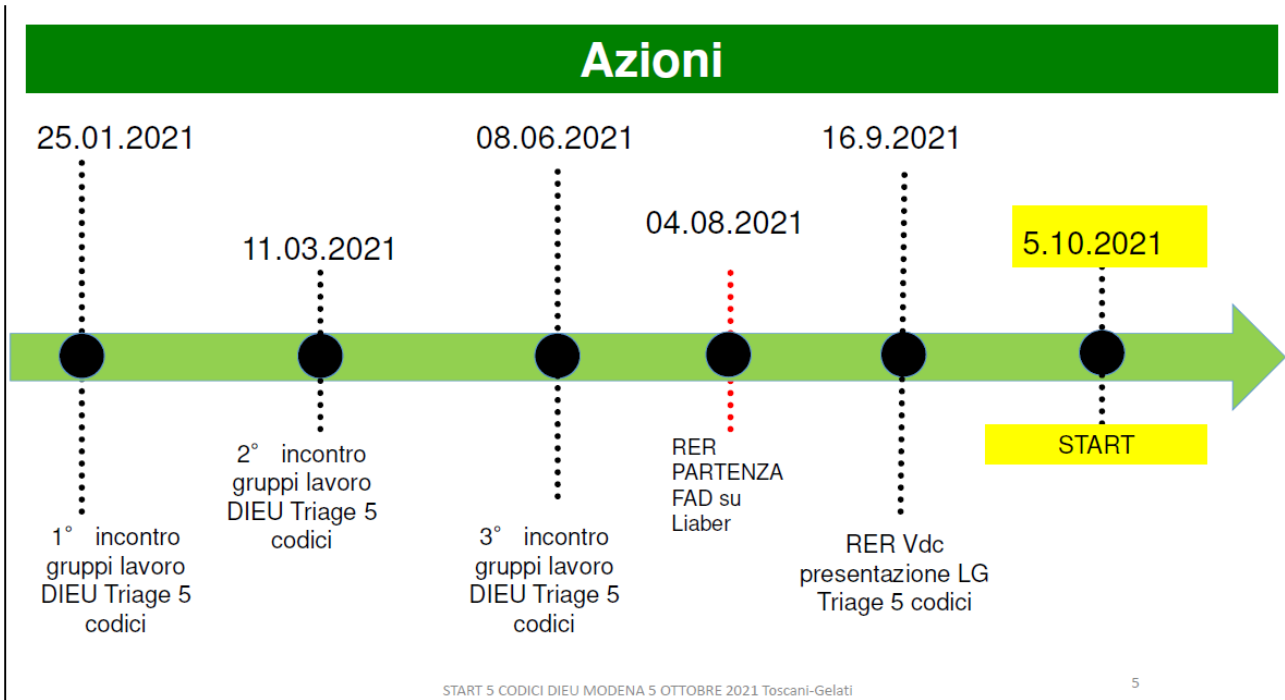 Azioni
25.01.2021
11.03.2021
08.06.2021
04.08.2021
16.9.2021
5.10.2021
1° incontro
gruppi lavoro
DIEU Triage 5
codici
2° incontro
gruppi lavoro
DIEU Triage 5
codici
3° incontro
gruppi lavoro
DIEU Triage 5
codici
RER
PARTENZA
FAD su
Liaber
RER Vdc
presentazione LG
Triage 5 codici
START
START 5 CODICI DIEU MODENA 5 OTTOBRE 2021 Toscani-Gelati
5